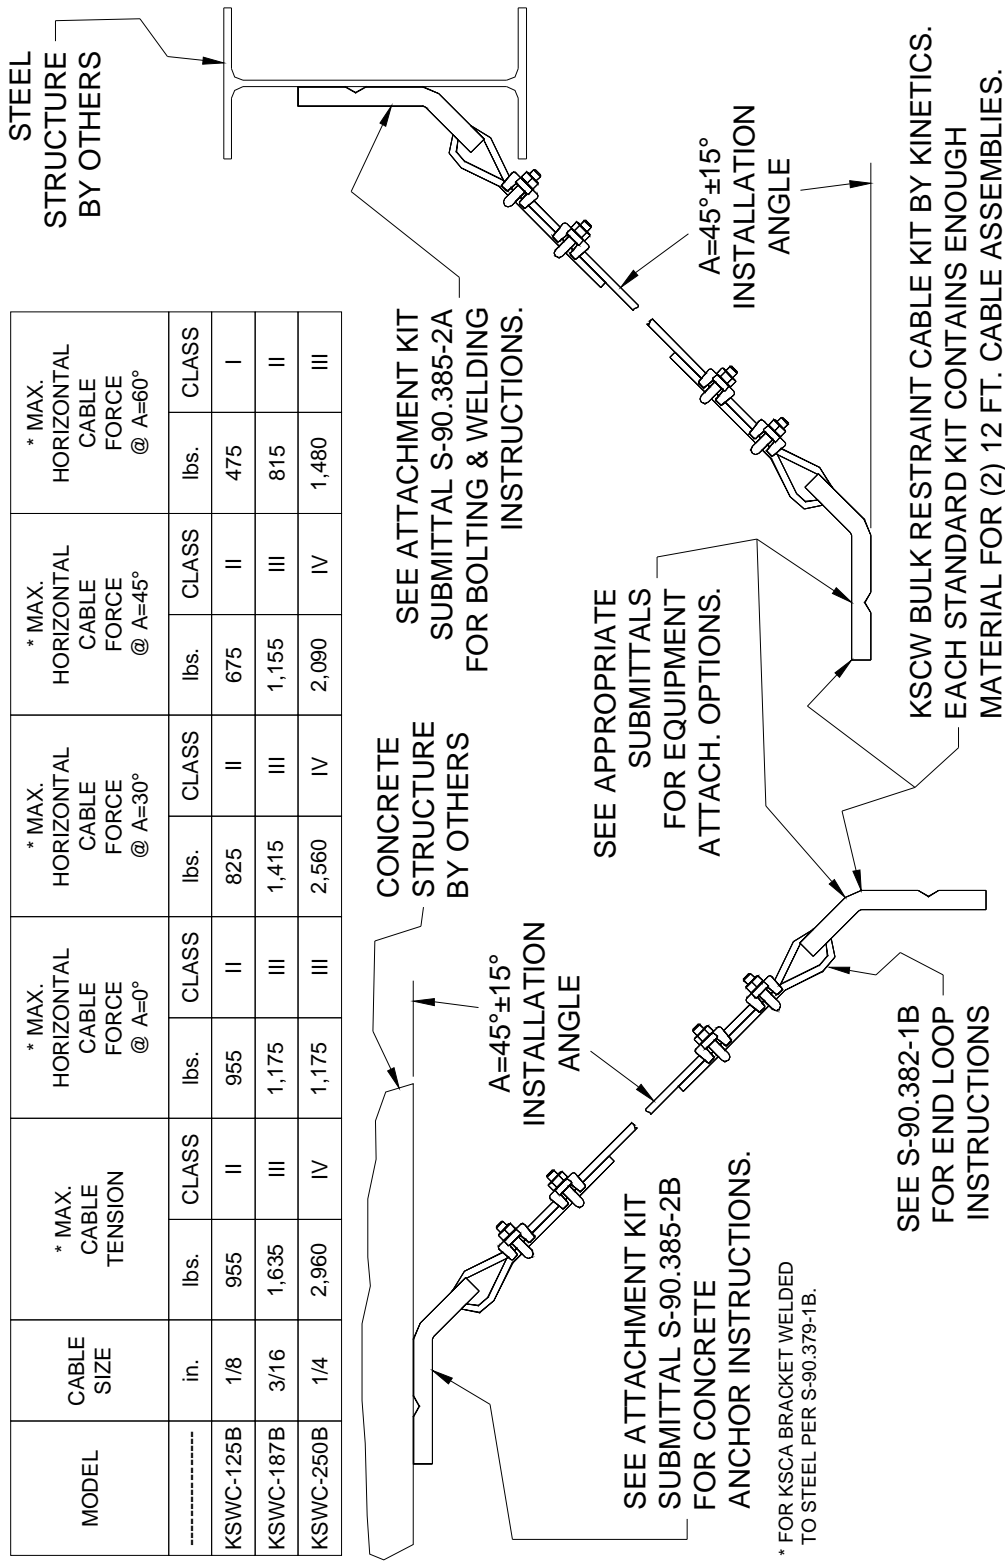 MODEL
CABLE
SIZE
* MAX.
CABLE
TENSION
* MAX.
HORIZONTAL
CABLE
FORCE
@ A=0°
* MAX.
HORIZONTAL
CABLE
FORCE
@ A=30°
* MAX.
HORIZONTAL
CABLE
FORCE
@ A=45°
* MAX.
HORIZONTAL
CABLE
FORCE
@ A=60°
-------------- in. lbs. CLASS lbs. CLASS lbs. CLASS lbs. CLASS lbs. CLASS
KSWC-125B 1/8 955 II 955 II 825 II 675 II 475 I
KSWC-187B 3/16 1,635 III 1,175 III 1,415 III 1,155 III 815 II
KSWC-250B 1/4 2,960 IV 1,175 III 2,560 IV 2,090 IV 1,480 III
STEEL
STRUCTURE
BY OTHERS
CONCRETE
STRUCTURE
BY OTHERS
SEE ATTACHMENT KIT
SUBMITTAL S-90.385-2A
FOR BOLTING & WELDING
INSTRUCTIONS.
A=45°±15°
INSTALLATION
ANGLE
SEE APPROPRIATE
SUBMITTALS
FOR EQUIPMENT
ATTACH. OPTIONS.
A=45°±15°
INSTALLATION
ANGLE
SEE ATTACHMENT KIT
SUBMITTAL S-90.385-2B
FOR CONCRETE
ANCHOR INSTRUCTIONS.
* FOR KSCA BRACKET WELDED
TO STEEL PER S-90.379-1B.
SEE S-90.382-1B
FOR END LOOP
INSTRUCTIONS
KSCW BULK RESTRAINT CABLE KIT BY KINETICS.
EACH STANDARD KIT CONTAINS ENOUGH
MATERIAL FOR (2) 12 FT. CABLE ASSEMBLIES.